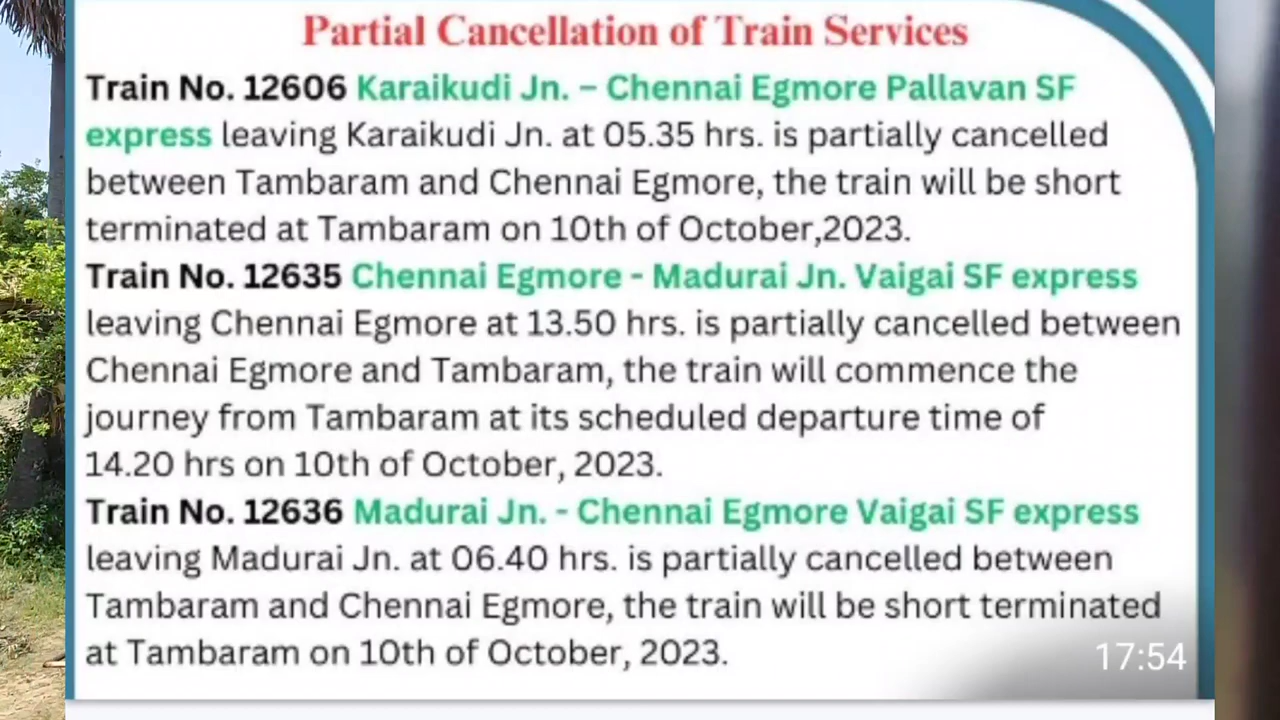 Partial Cancellation of Train Services
Train No. 12606 Karaikudi Jn. – Chennai Egmore Pallavan SF
express leaving Karaikudi Jn. at 05.35 hrs. is partially cancelled
between Tambaram and Chennai Egmore, the train will be short
terminated at Tambaram on 10th of October,2023.
Train No. 12635 Chennai Egmore - Madurai Jn. Vaigai SF express
leaving Chennai Egmore at 13.50 hrs. is partially cancelled between
Chennai Egmore and Tambaram, the train will commence the
journey from Tambaram at its scheduled departure time of
14.20 hrs on 10th of October, 2023.
Train No. 12636 Madurai Jn. - Chennai Egmore Vaigai SF express
leaving Madurai Jn. at 06.40 hrs. is partially cancelled between
Tambaram and Chennai Egmore, the train will be short terminated
at Tambaram on 10th of October, 2023.
17:54